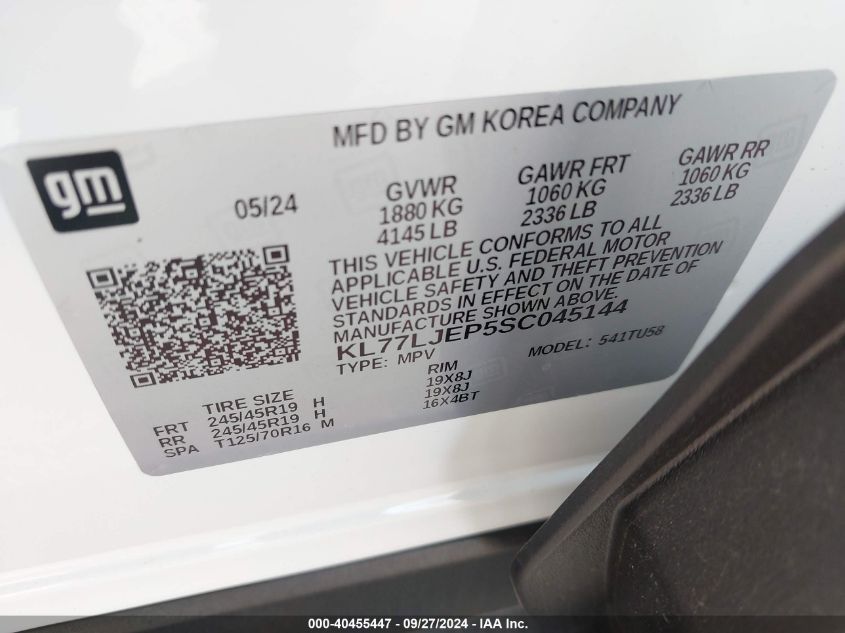 MFD BY GM KOREA COMPANY
gm
05/24
GVWR GAWR FRT GAWR RR
1880 KG 1060 KG 1060 KG
4145 LB 2336 LB 2336 LB
THIS VEHICLE CONFORMS TO ALL
APPLICABLE U.S. FEDERAL MOTOR
VEHICLE SAFETY AND THEFT PREVENTION
STANDARDS IN EFFECT ON THE DATE OF
MANUFACTURE SHOWN ABOVE.
KL77LJEP5SC045144
TYPE: MPV MODEL: 541TU58
TIRE SIZE RIM
FRT 245/45R19 H 19X8J
RR 245/45R19 H 19X8J
SPA T125/70R16 M 16X4BT
000-40455447 / 09/27/2024 - IAA Inc.